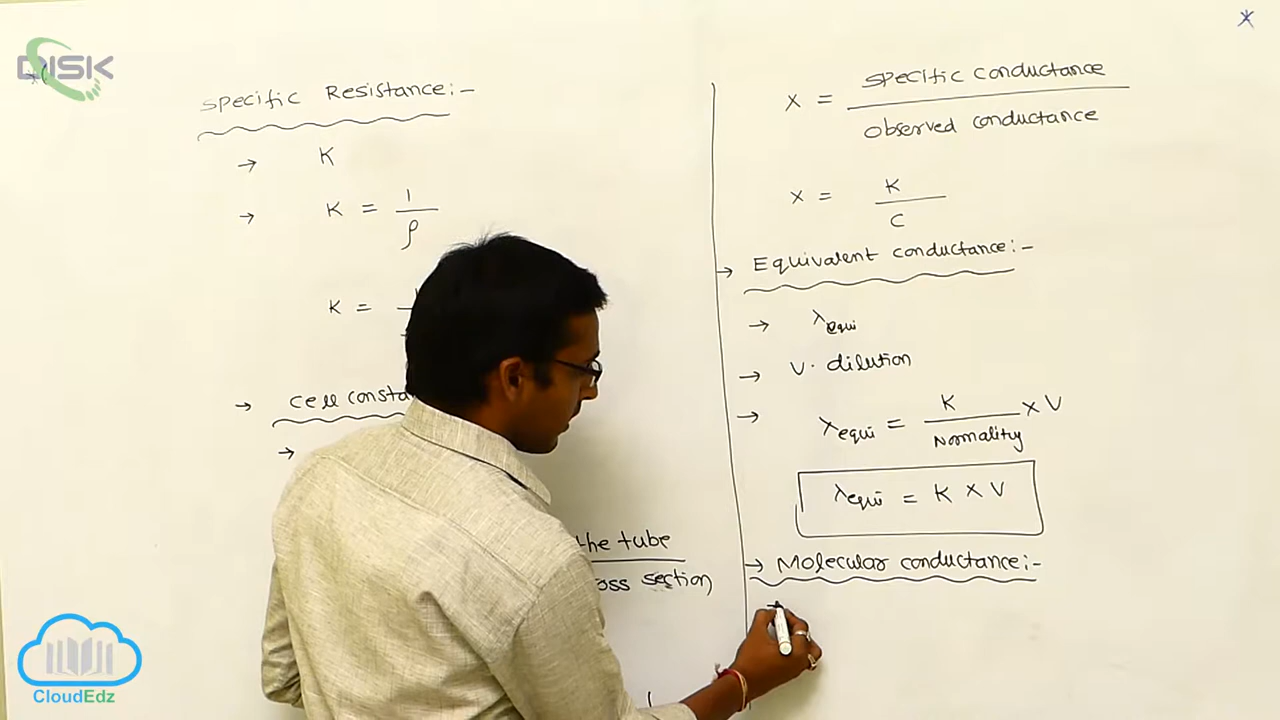 DISK
Specific Resistance:-
→ K
→ K = 1/ρ
K =
→ Cell consta
→
the tube
oss section
x = Specific conductance / observed conductance
x = K / C
→ Equivalent conductance:-
→ λequi
→ V. dilution
→ λequi = K / Normality × V
λequi = K × V
→ Molecular conductance:-
CloudEdz